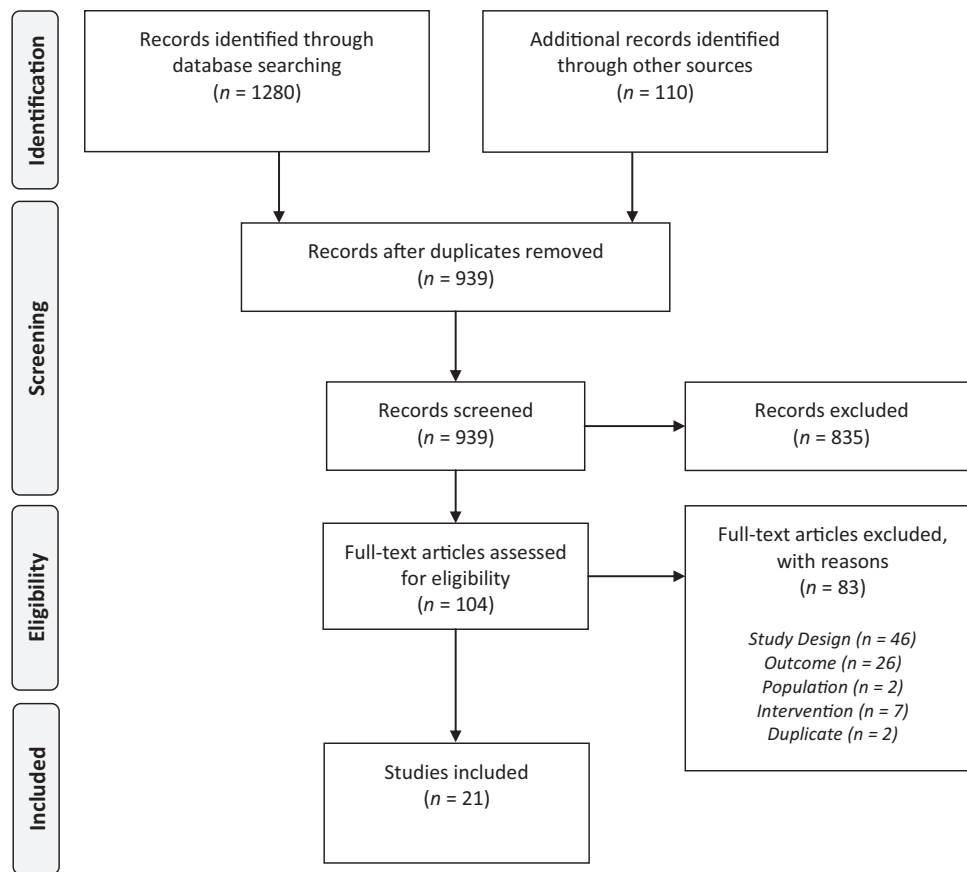 Identification
Records identified through
database searching
(n = 1280)
Additional records identified
through other sources
(n = 110)
Screening
Records after duplicates removed
(n = 939)
Records screened
(n = 939)
Records excluded
(n = 835)
Eligibility
Full-text articles assessed
for eligibility
(n = 104)
Full-text articles excluded,
with reasons
(n = 83)
Study Design (n = 46)
Outcome (n = 26)
Population (n = 2)
Intervention (n = 7)
Duplicate (n = 2)
Included
Studies included
(n = 21)